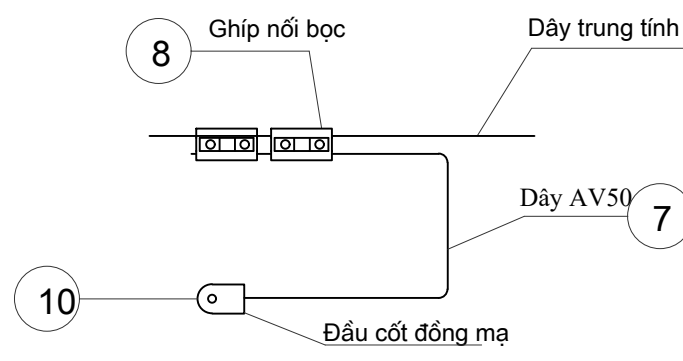 Ghíp nối bọc
Dây trung tính
8
Dây AV50
7
10
Đầu cốt đồng mạ